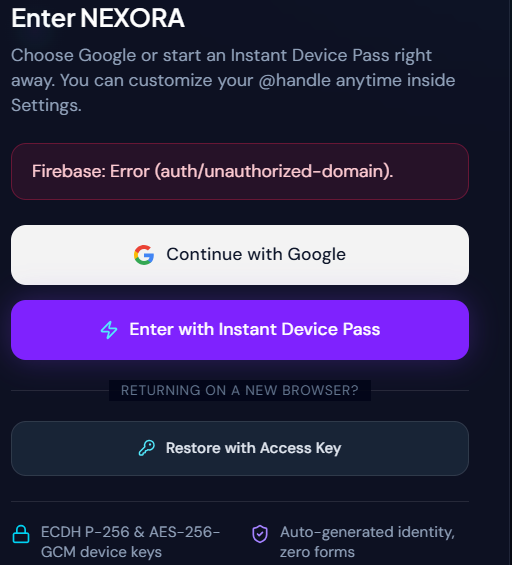 Enter NEXORA
Choose Google or start an Instant Device Pass right
away. You can customize your @handle anytime inside
Settings.
Firebase: Error (auth/unauthorized-domain).
Continue with Google
Enter with Instant Device Pass
RETURNING ON A NEW BROWSER?
Restore with Access Key
ECDH P-256 & AES-256-
GCM device keys
Auto-generated identity,
zero forms